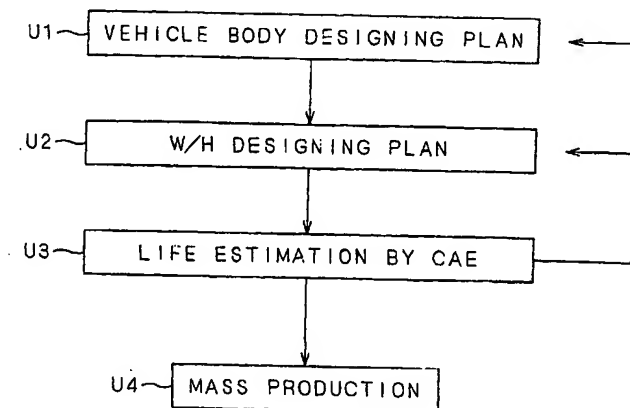 U1 VEHICLE BODY DESIGNING PLAN
U2 W/H DESIGNING PLAN
U3 LIFE ESTIMATION BY CAE
U4 MASS PRODUCTION